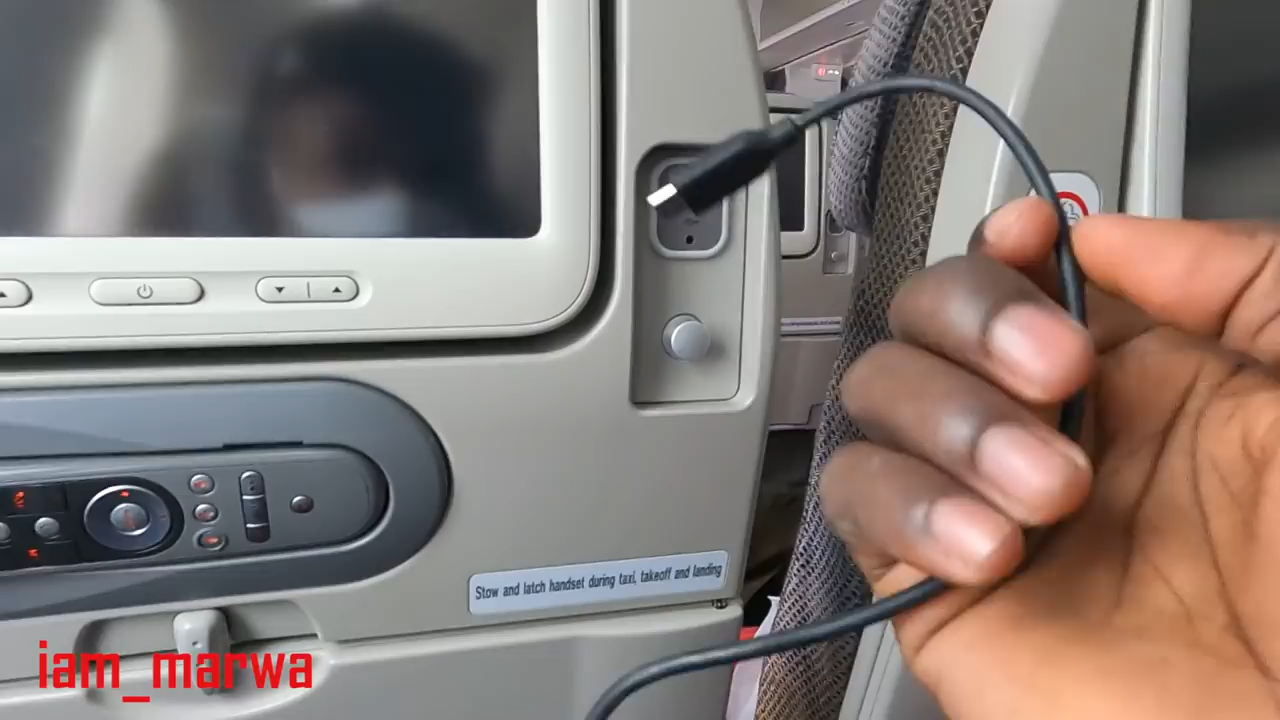 Stow and latch handset during taxi, takeoff and landing
iam_marwa